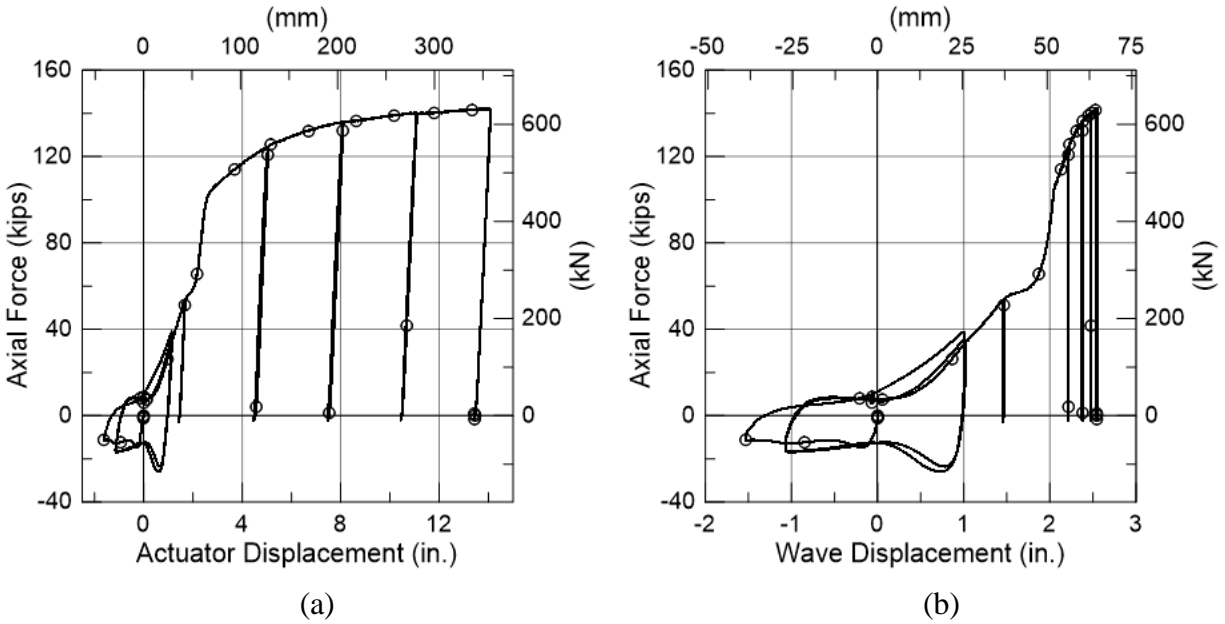 (mm)
0 100 200 300
160
120
80
40
0
-40
Axial Force (kips)
600
400
200
0
(kN)
0 4 8 12
Actuator Displacement (in.)
(a)
(mm)
-50 -25 0 25 50 75
160
120
80
40
0
-40
Axial Force (kips)
600
400
200
0
(kN)
-2 -1 0 1 2 3
Wave Displacement (in.)
(b)